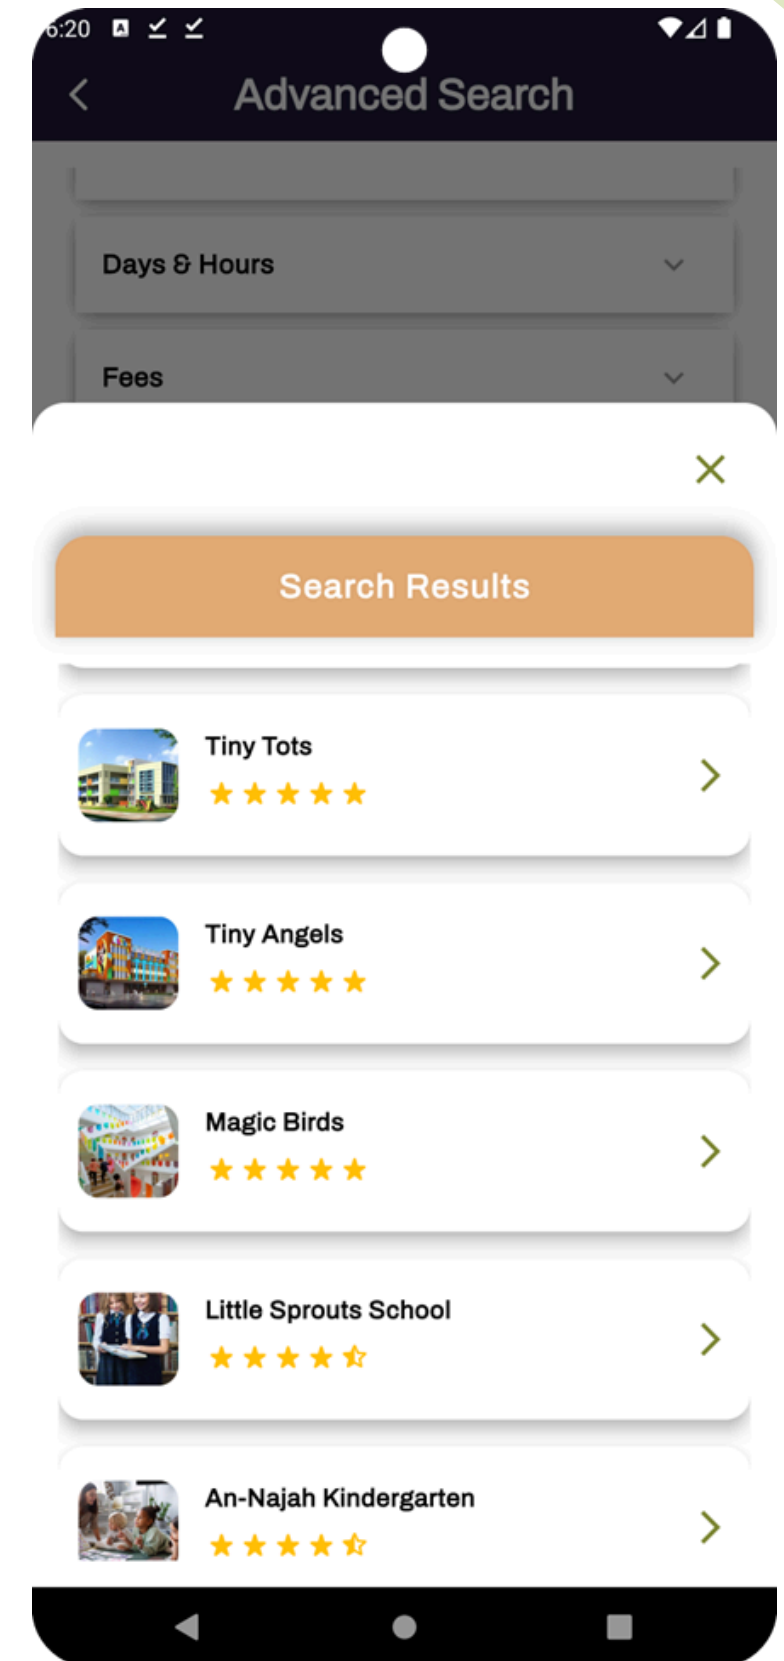 6:20
Advanced Search
Days & Hours
Fees
Search Results
Tiny Tots
Tiny Angels
Magic Birds
Little Sprouts School
An-Najah Kindergarten